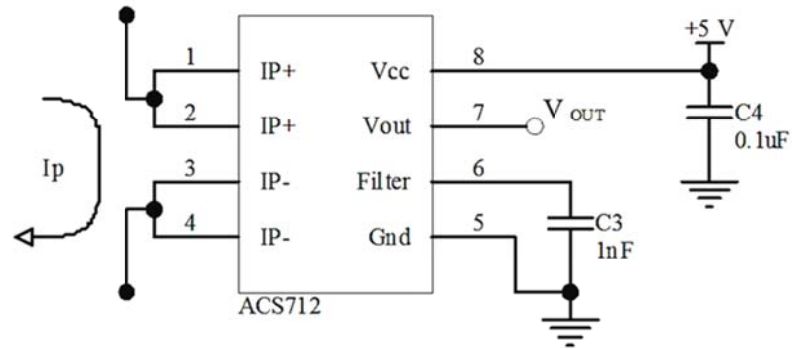 +5 V
1 IP+ Vcc 8
C4
0.1uF
2 IP+ Vout 7 V OUT
Ip
3 IP- Filter 6
4 IP- Gnd 5
C3
1nF
ACS712